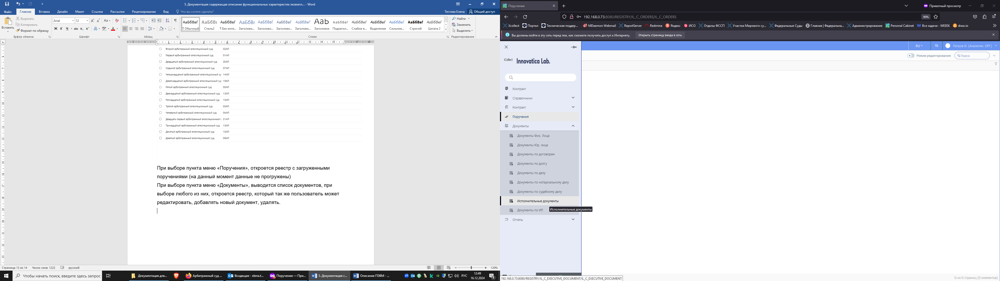 5. Документация содержащая описание функциональных характеристик экземпл... - Word
Файл Главная Вставка Дизайн Макет Ссылки Рассылки Рецензирование Вид Что вы хотите сделать? Тестова Елена Общий доступ
Вставить
Вырезать
Копировать
Формат по образцу
Буфер обмена
Arial 12
Ж К Ч abc x₂ x²
Шрифт
Абзац
АаБбВвГ АаБбВı АаБбВвГ АаБбВı АаБбВвГ АаБбВвГ АаБбВвГ АаЬ АаБбВвГ АаБбВвГ АаБбВвГ АаБбВвГ АаБбВвГ АаБбВвГ
¶ Обычный Стиль2 ¶ Без инте... Заголово... Заголово... Заголово... Заголово... Заголовок Подзагол... Слабое в... Выделение Сильное... Строгий Цитата 2
Стили
Найти
Заменить
Выделить
Редактирование
Второй арбитражный апелляционный суд 02АП
Первый арбитражный апелляционный суд 01АП
Двадцатый арбитражный апелляционный суд 20АП
Седьмой арбитражный апелляционный суд 07АП
Четырнадцатый арбитражный апелляционный су 14АП
Девятнадцатый арбитражный апелляционный су 19АП
Пятый арбитражный апелляционный суд 05АП
Двенадцатый арбитражный апелляционный суд 12АП
Пятнадцатый арбитражный апелляционный суд 15АП
Третий арбитражный апелляционный суд 03АП
Четвертый арбитражный апелляционный суд 04АП
Двадцать первый арбитражный апелляционный с 21АП
Тринадцатый арбитражный апелляционный суд 13АП
Десятый арбитражный апелляционный суд 10АП
Девятый арбитражный апелляционный суд 09АП
При выборе пункта меню «Поручения», откроется реестр с загруженными
поручениями (на данный момент данные не прогружены)
При выборе пункта меню «Документы», выводится список документов, при
выборе любого из них, откроется реестр, который так же пользователь может
редактировать, добавлять новый документ, удалять.
Страница 13 из 14 Число слов: 1222 русский 120%
Чтобы начать поиск, введите здесь запрос
Документация для... Арбитражный суд ... Входящие - elena.t... Поручения — При... 5. Документация с... Описание ПЭВМ - ...
РУС 12:49
16.12.2024 8
Поручения
Приватный просмотр
192.168.0.73:8080/REGISTRY/IL_C_ORDERS/IL_C_ORDERS 90%
Xcollect Портал Техническая поддер... MDaemon Webmail ReportServer Redmine Яндекс ИСО Отделы ФССП Участки Мирового су... Федеральные Суды Главная | Федеральна... Администрирование Personal Cabinet Все задачи - WEEEK draw.io
Вы должны войти в эту сеть перед тем, как сможете получить доступ к Интернету. Открыть страницу входа в сеть
RU Петров И. (Аналитик. ОРГ)
Режим редактирования Поиск
iCollect Innovatica Lab.
Контракт
Справочники
Контракт
Поручения
Документы
Документы Физ. Лица
Документы Юр. лица
Документы по договорам
Документы по долгу
Документы по делу
Документы по нотариальному делу
Документы по судебному делу
Исполнительные документы
Исполнительные документы
Документы по ИП
Отчеты
192.168.0.73:8080/REGISTRY/IL_C_EXECUTIVE_DOCUMENT/IL_C_EXECUTIVE_DOCUMENT
0 из 0 страниц (0 элементов)